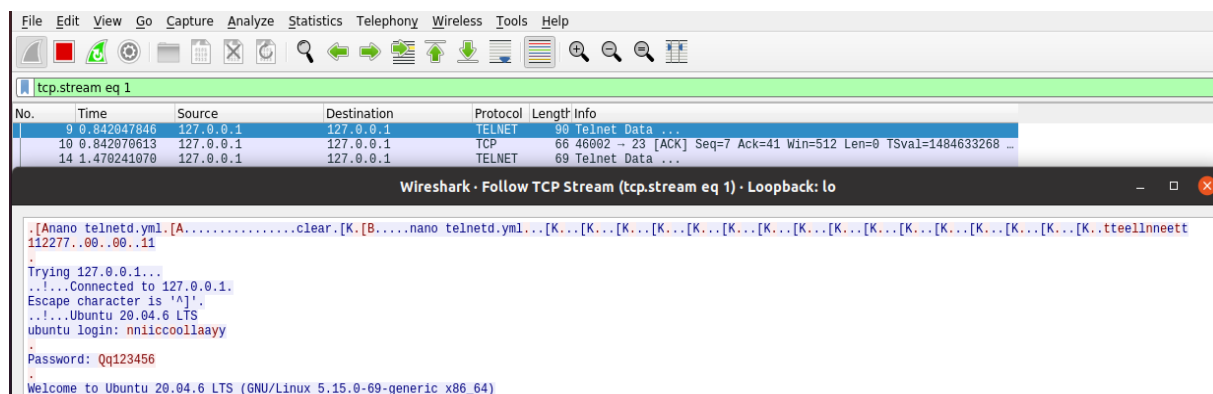 File Edit View Go Capture Analyze Statistics Telephony Wireless Tools Help
tcp.stream eq 1
No. Time Source Destination Protocol Length Info
9 0.842047846 127.0.0.1 127.0.0.1 TELNET 90 Telnet Data ...
10 0.842070613 127.0.0.1 127.0.0.1 TCP 66 46002 → 23 [ACK] Seq=7 Ack=41 Win=512 Len=0 TSval=1484633268 …
14 1.470241070 127.0.0.1 127.0.0.1 TELNET 69 Telnet Data ...
Wireshark · Follow TCP Stream (tcp.stream eq 1) · Loopback: lo
.[Anano telnetd.yml.[A................clear.[K.[B.....nano telnetd.yml...[K...[K...[K...[K...[K...[K...[K...[K...[K...[K...[K...[K...[K...[K...[K..tteellnneett
112277..00..00..11
.
Trying 127.0.0.1...
..!...Connected to 127.0.0.1.
Escape character is '^]'.
..!...Ubuntu 20.04.6 LTS
ubuntu login: nniiccoollaayy
.
Password: Qq123456
.
Welcome to Ubuntu 20.04.6 LTS (GNU/Linux 5.15.0-69-generic x86_64)